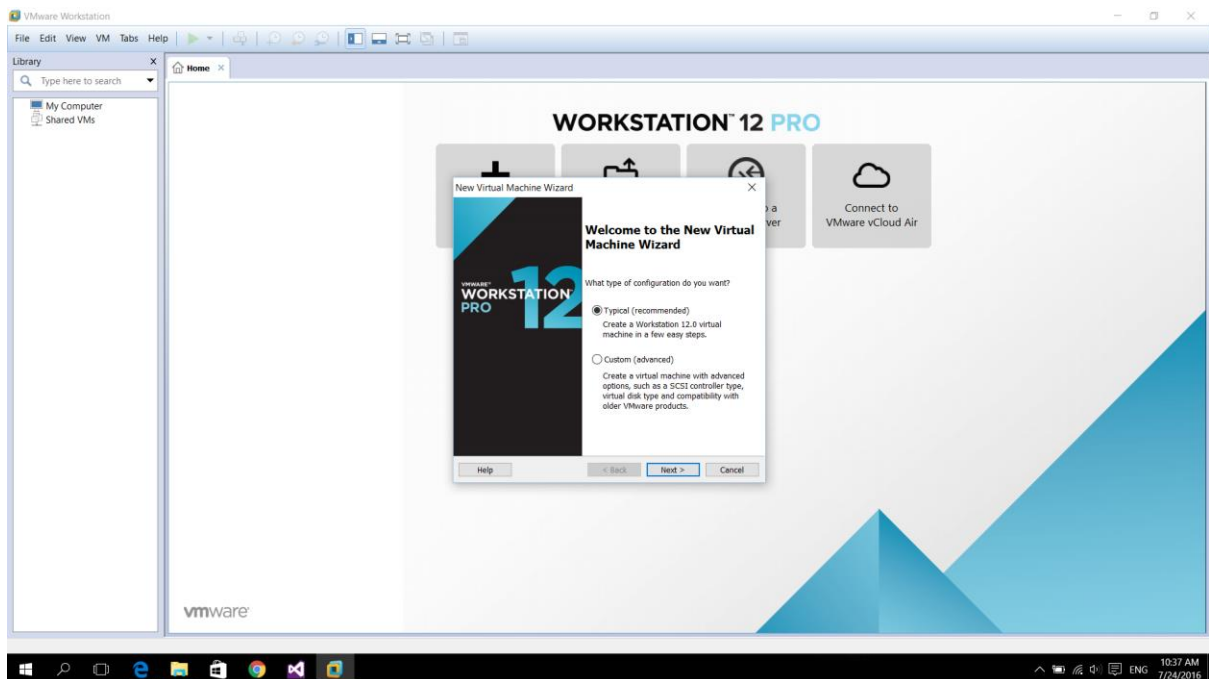 VMware Workstation
File Edit View VM Tabs Help
Library X
Home ×
Type here to search
My Computer
Shared VMs
WORKSTATION™ 12 PRO
Connect to
VMware vCloud Air
a
ver
New Virtual Machine Wizard
VMWARE®
WORKSTATION
PRO
12
Welcome to the New Virtual
Machine Wizard
What type of configuration do you want?
Typical (recommended)
Create a Workstation 12.0 virtual
machine in a few easy steps.
Custom (advanced)
Create a virtual machine with advanced
options, such as a SCSI controller type,
virtual disk type and compatibility with
older VMware products.
Help < Back Next > Cancel
vmware
ENG
10:37 AM
7/24/2016